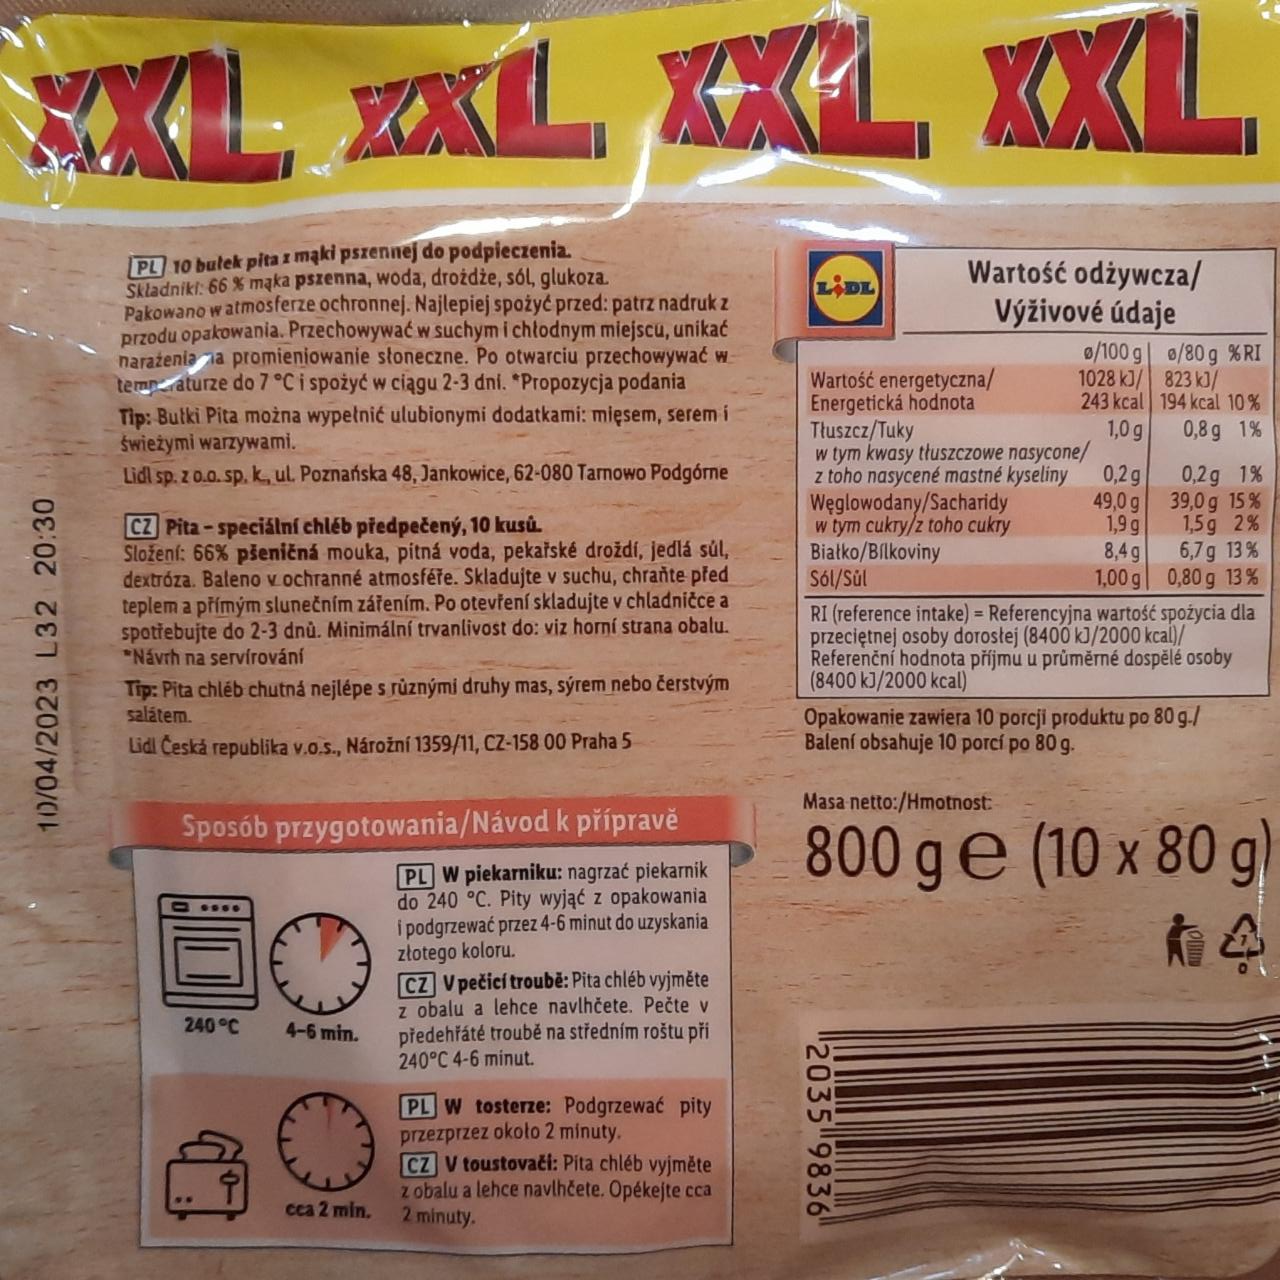 XXL XXL XXL XXL
PL 10 bułek pita z mąki pszennej do podpieczenia.
Składniki: 66 % mąka pszenna, woda, drożdże, sól, glukoza.
Pakowano w atmosferze ochronnej. Najlepiej spożyć przed: patrz nadruk z
przodu opakowania. Przechowywać w suchym i chłodnym miejscu, unikać
narażenia na promieniowanie słoneczne. Po otwarciu przechowywać w
temperaturze do 7 °C i spożyć w ciągu 2-3 dni. *Propozycja podania
Tip: Bułki Pita można wypełnić ulubionymi dodatkami: mięsem, serem i
świeżymi warzywami.
Lidl sp. z o.o. sp. k., ul. Poznańska 48, Jankowice, 62-080 Tarnowo Podgórne
CZ Pita – speciální chléb předpečený, 10 kusů.
Složení: 66% pšeničná mouka, pitná voda, pekařské droždí, jedlá sůl,
dextróza. Baleno v ochranné atmosféře. Skladujte v suchu, chraňte před
teplem a přímým slunečním zářením. Po otevření skladujte v chladničce a
spotřebujte do 2-3 dnů. Minimální trvanlivost do: viz horní strana obalu.
*Návrh na servírování
Tip: Pita chléb chutná nejlépe s různými druhy mas, sýrem nebo čerstvým
salátem.
Lidl Česká republika v.o.s., Nárožní 1359/11, CZ-158 00 Praha 5
10/04/2023 L32 20:30
LIDL
Wartość odżywcza/
Výživové údaje
ø/100 g ø/80 g %RI
Wartość energetyczna/ 1028 kJ/ 823 kJ/
Energetická hodnota 243 kcal 194 kcal 10 %
Tłuszcz/Tuky 1,0 g 0,8 g 1%
w tym kwasy tłuszczowe nasycone/
z toho nasycené mastné kyseliny 0,2 g 0,2 g 1%
Węglowodany/Sacharidy 49,0 g 39,0 g 15 %
w tym cukry/z toho cukry 1,9 g 1,5 g 2 %
Białko/Bílkoviny 8,4 g 6,7 g 13 %
Sól/Sůl 1,00 g 0,80 g 13 %
RI (reference intake) = Referencyjna wartość spożycia dla
przeciętnej osoby dorosłej (8400 kJ/2000 kcal)/
Referenční hodnota příjmu u průměrné dospělé osoby
(8400 kJ/2000 kcal)
Opakowanie zawiera 10 porcji produktu po 80 g./
Balení obsahuje 10 porcí po 80 g.
Masa netto:/Hmotnost:
800 g e (10 x 80 g)
7
20359836
Sposób przygotowania/Návod k přípravě
240 °C
4-6 min.
PL W piekarniku: nagrzać piekarnik
do 240 °C. Pity wyjąć z opakowania
i podgrzewać przez 4-6 minut do uzyskania
złotego koloru.
CZ V pečicí troubě: Pita chléb vyjměte
z obalu a lehce navlhčete. Pečte v
předehřáté troubě na středním roštu při
240°C 4-6 minut.
cca 2 min.
PL W tosterze: Podgrzewać pity
przezprzez około 2 minuty.
CZ V toustovači: Pita chléb vyjměte
z obalu a lehce navlhčete. Opékejte cca
2 minuty.